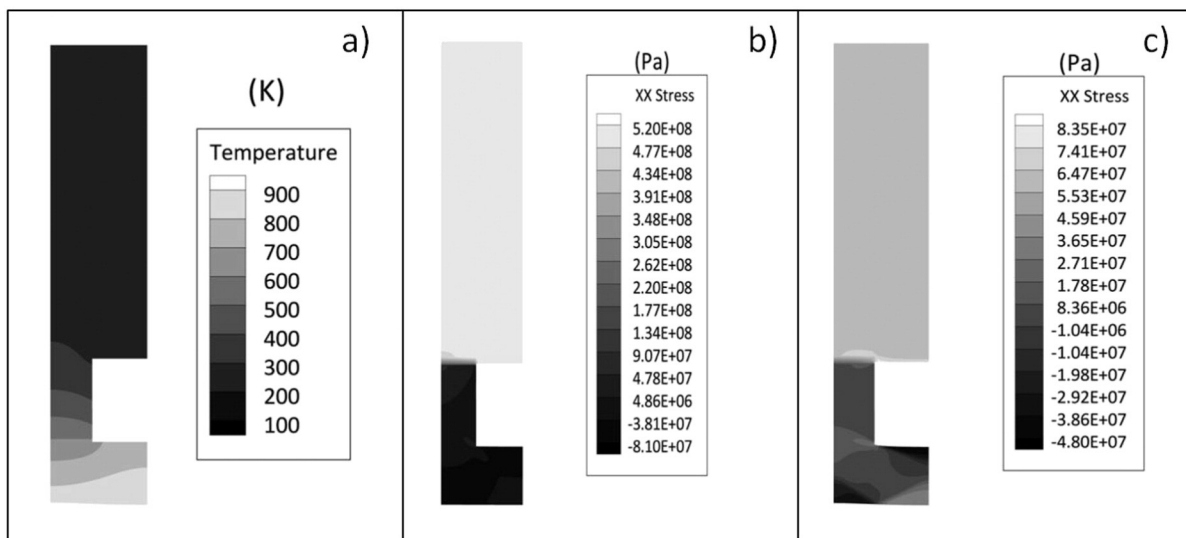 a)
(K)
Temperature
900
800
700
600
500
400
300
200
100
b)
(Pa)
XX Stress
5.20E+08
4.77E+08
4.34E+08
3.91E+08
3.48E+08
3.05E+08
2.62E+08
2.20E+08
1.77E+08
1.34E+08
9.07E+07
4.78E+07
4.86E+06
-3.81E+07
-8.10E+07
c)
(Pa)
XX Stress
8.35E+07
7.41E+07
6.47E+07
5.53E+07
4.59E+07
3.65E+07
2.71E+07
1.78E+07
8.36E+06
-1.04E+06
-1.04E+07
-1.98E+07
-2.92E+07
-3.86E+07
-4.80E+07